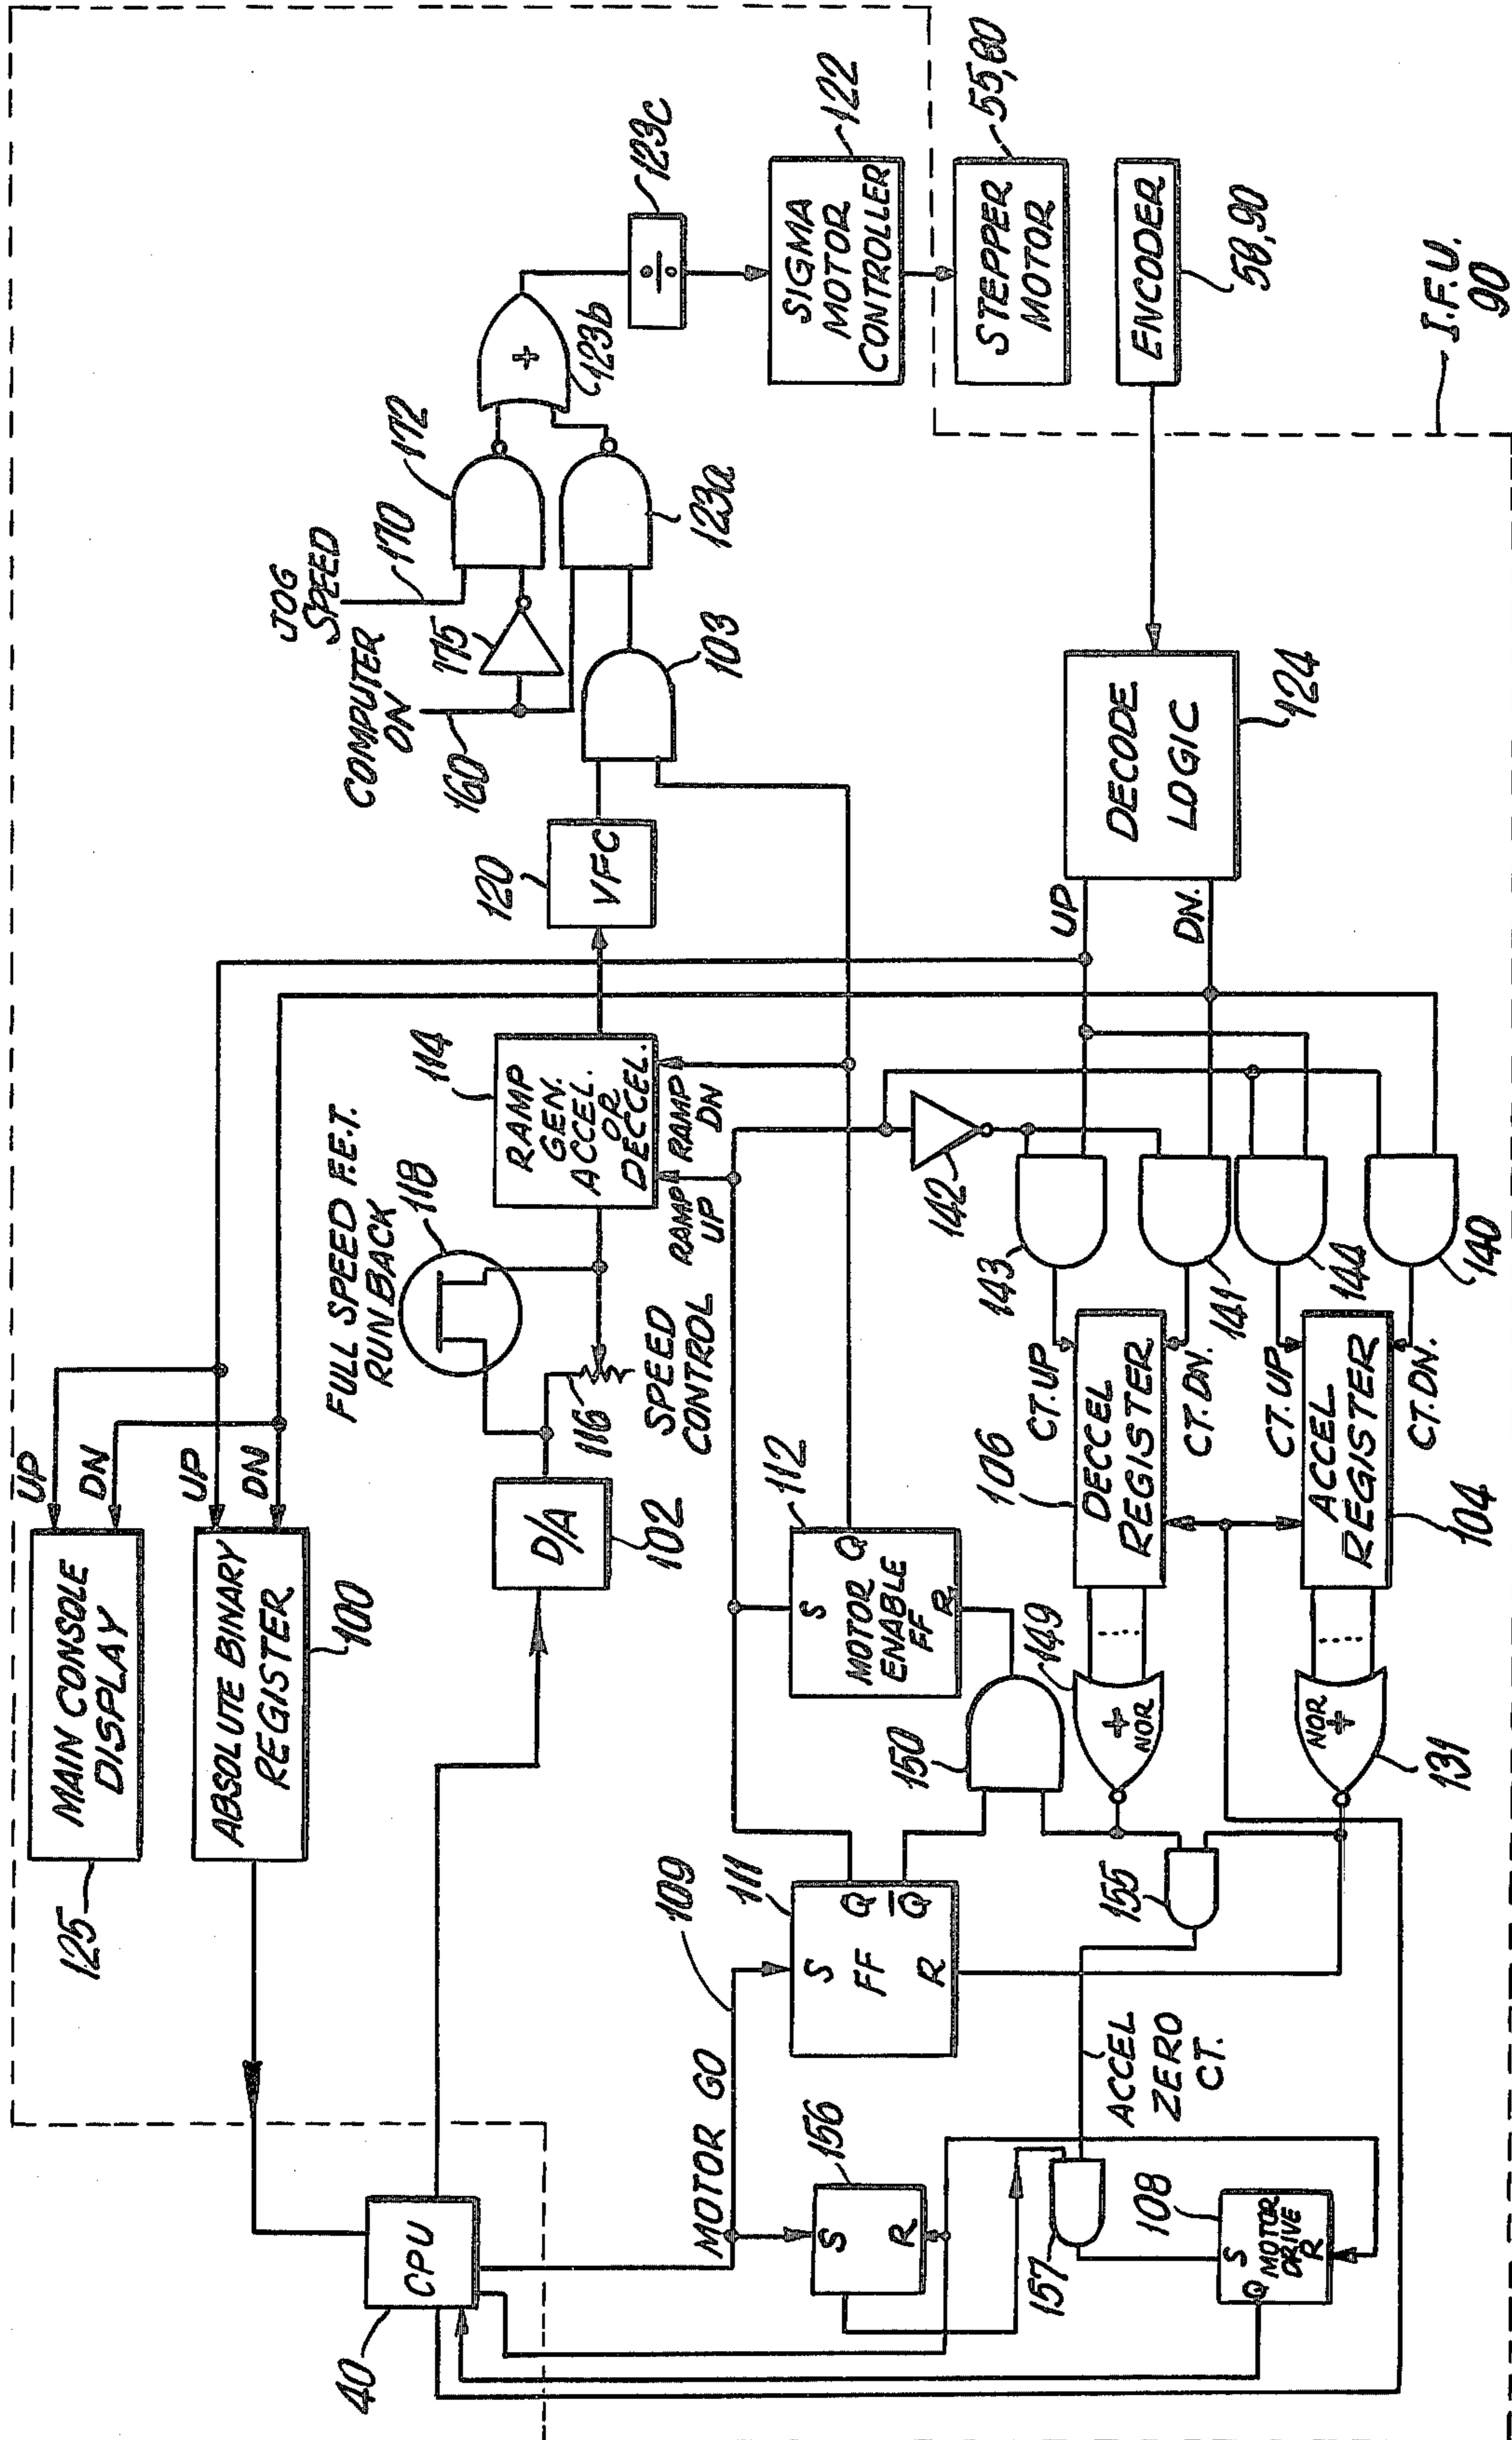 MAIN CONSOLE
DISPLAY
125
UP
DN
ABSOLUTE BINARY
REGISTER
100
UP
DN
CPU
40
D/A
102
FULL SPEED F.E.T.
RUN BACK
118
116
SPEED
CONTROL
RAMP
GEN.
ACCEL.
OR
DECCEL.
114
RAMP
UP
RAMP
DN
VFC
120
COMPUTER
ON
160
JOG
SPEED
170
175
172
103
123a
+
123b
÷
123c
SIGMA
MOTOR
CONTROLLER
122
STEPPER
MOTOR
55,80
ENCODER
58,90
I.F.U.
90
DECODE
LOGIC
124
UP
DN.
MOTOR GO
109
S
FF
R
Q
Q
111
S
MOTOR
ENABLE
FF
R
Q
112
150
149
+
NOR
DECCEL
REGISTER
106
CT.UP
CT.DN.
142
143
141
144
140
ACCEL
REGISTER
104
CT.UP
CT.DN.
NOR
+
131
155
ACCEL
ZERO
CT.
S
R
156
157
S
Q
MOTOR
DRIVE
R
108